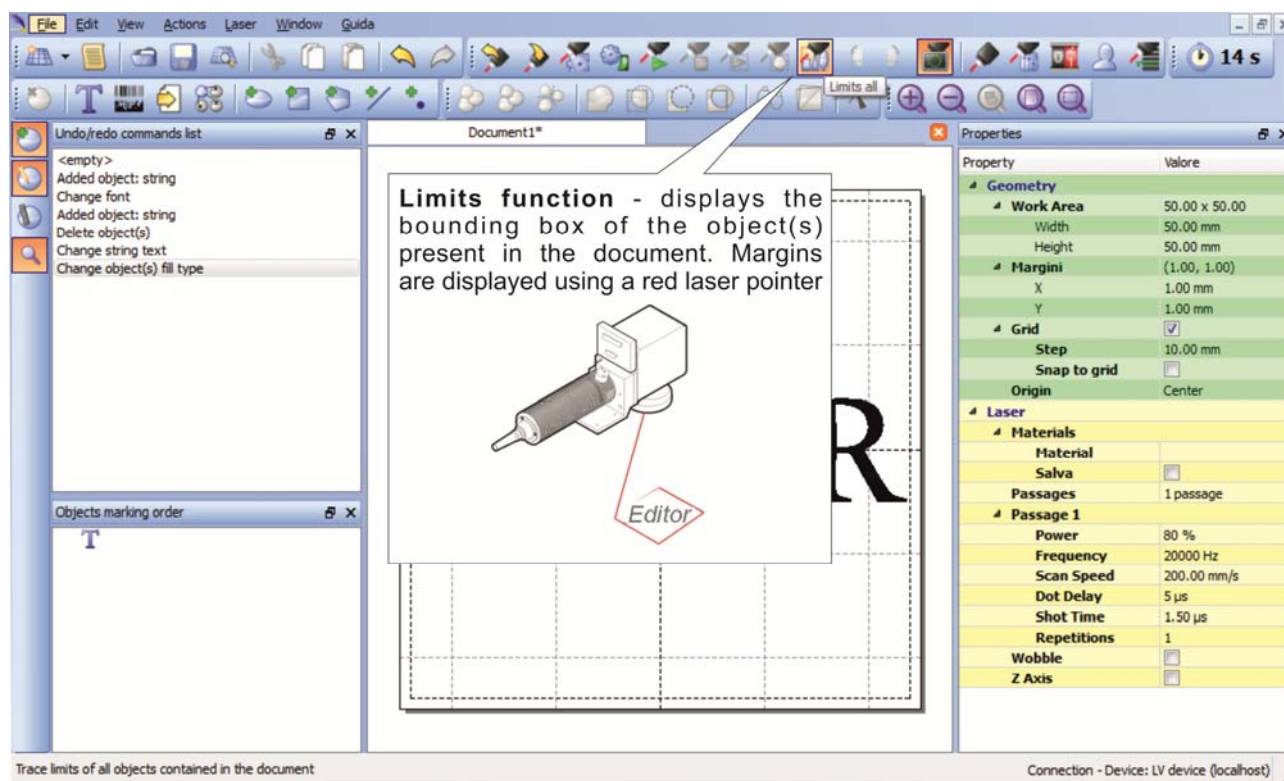 File Edit View Actions Laser Window Guida
14 s
T
Limits all
Undo/redo commands list
Document1*
Properties
<empty>
Added object: string
Change font
Added object: string
Delete object(s)
Change string text
Change object(s) fill type
Limits function - displays the
bounding box of the object(s)
present in the document. Margins
are displayed using a red laser pointer
Editor
R
Property Valore
Geometry
Work Area 50.00 x 50.00
Width 50.00 mm
Height 50.00 mm
Margini (1.00, 1.00)
X 1.00 mm
Y 1.00 mm
Grid
Step 10.00 mm
Snap to grid
Origin Center
Laser
Materials
Material
Salva
Passages 1 passage
Passage 1
Power 80 %
Frequency 20000 Hz
Scan Speed 200.00 mm/s
Dot Delay 5 µs
Shot Time 1.50 µs
Repetitions 1
Wobble
Z Axis
Objects marking order
T
Trace limits of all objects contained in the document
Connection - Device: LV device (localhost)